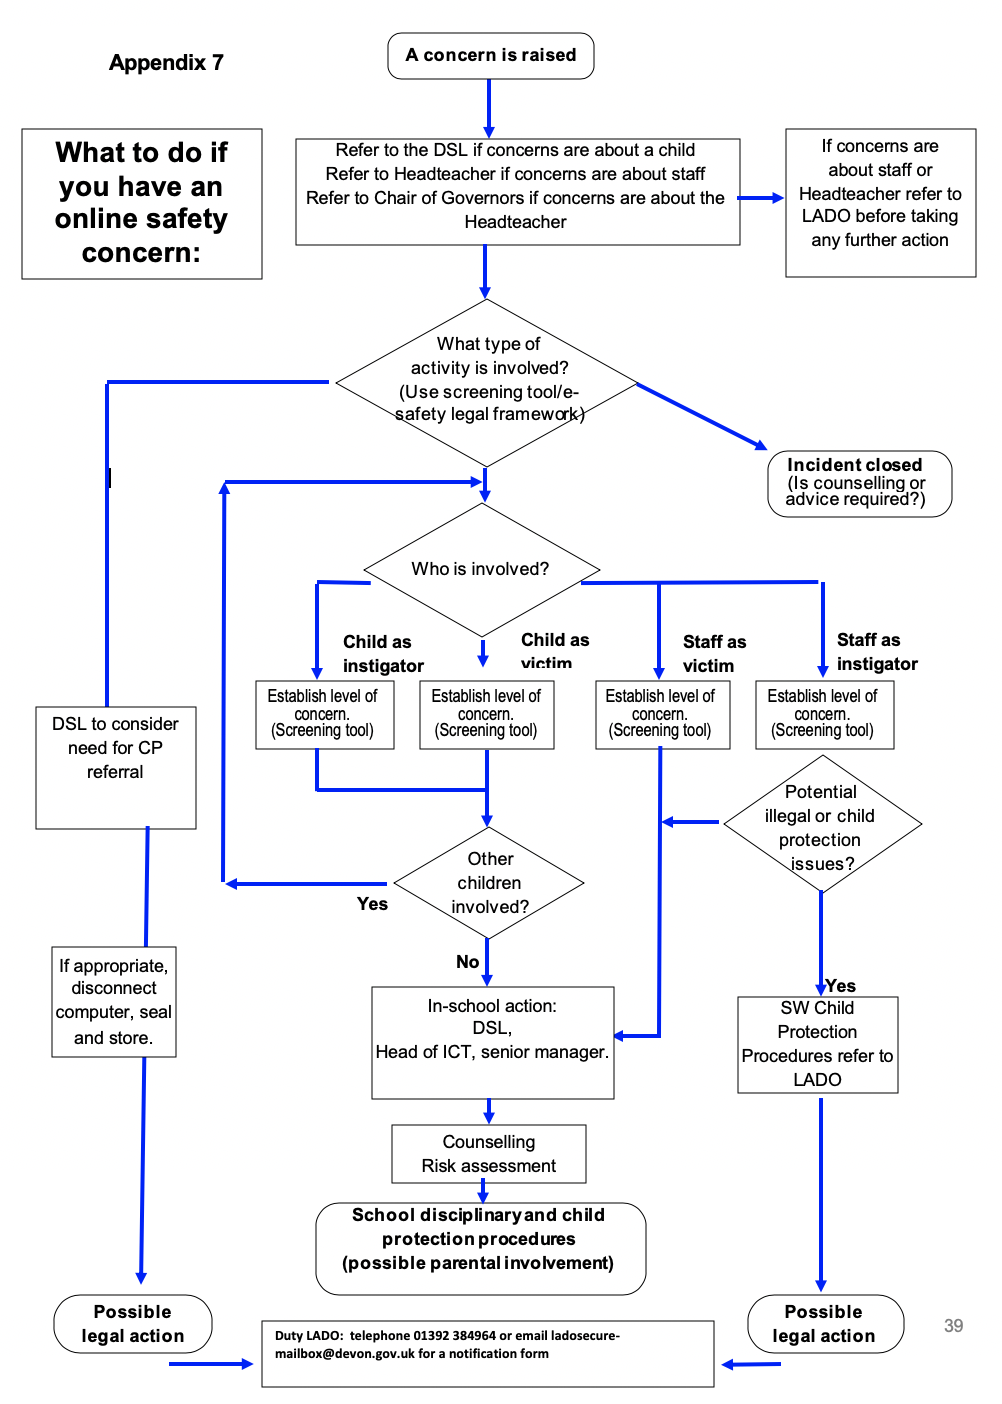 Appendix 7
A concern is raised
What to do if
you have an
online safety
concern:
Refer to the DSL if concerns are about a child
Refer to Headteacher if concerns are about staff
Refer to Chair of Governors if concerns are about the
Headteacher
If concerns are
about staff or
Headteacher refer to
LADO before taking
any further action
What type of
activity is involved?
(Use screening tool/e-
safety legal framework)
Incident closed
(Is counselling or
advice required?)
Who is involved?
Child as
instigator
Child as
victim
Staff as
victim
Staff as
instigator
Establish level of
concern.
(Screening tool)
Establish level of
concern.
(Screening tool)
Establish level of
concern.
(Screening tool)
Establish level of
concern.
(Screening tool)
DSL to consider
need for CP
referral
Potential
illegal or child
protection
issues?
Other
children
involved?
Yes
No
If appropriate,
disconnect
computer, seal
and store.
In-school action:
DSL,
Head of ICT, senior manager.
Yes
SW Child
Protection
Procedures refer to
LADO
Counselling
Risk assessment
School disciplinary and child
protection procedures
(possible parental involvement)
Possible
legal action
Possible
legal action
Duty LADO:  telephone 01392 384964 or email ladosecure-
mailbox@devon.gov.uk for a notification form
39